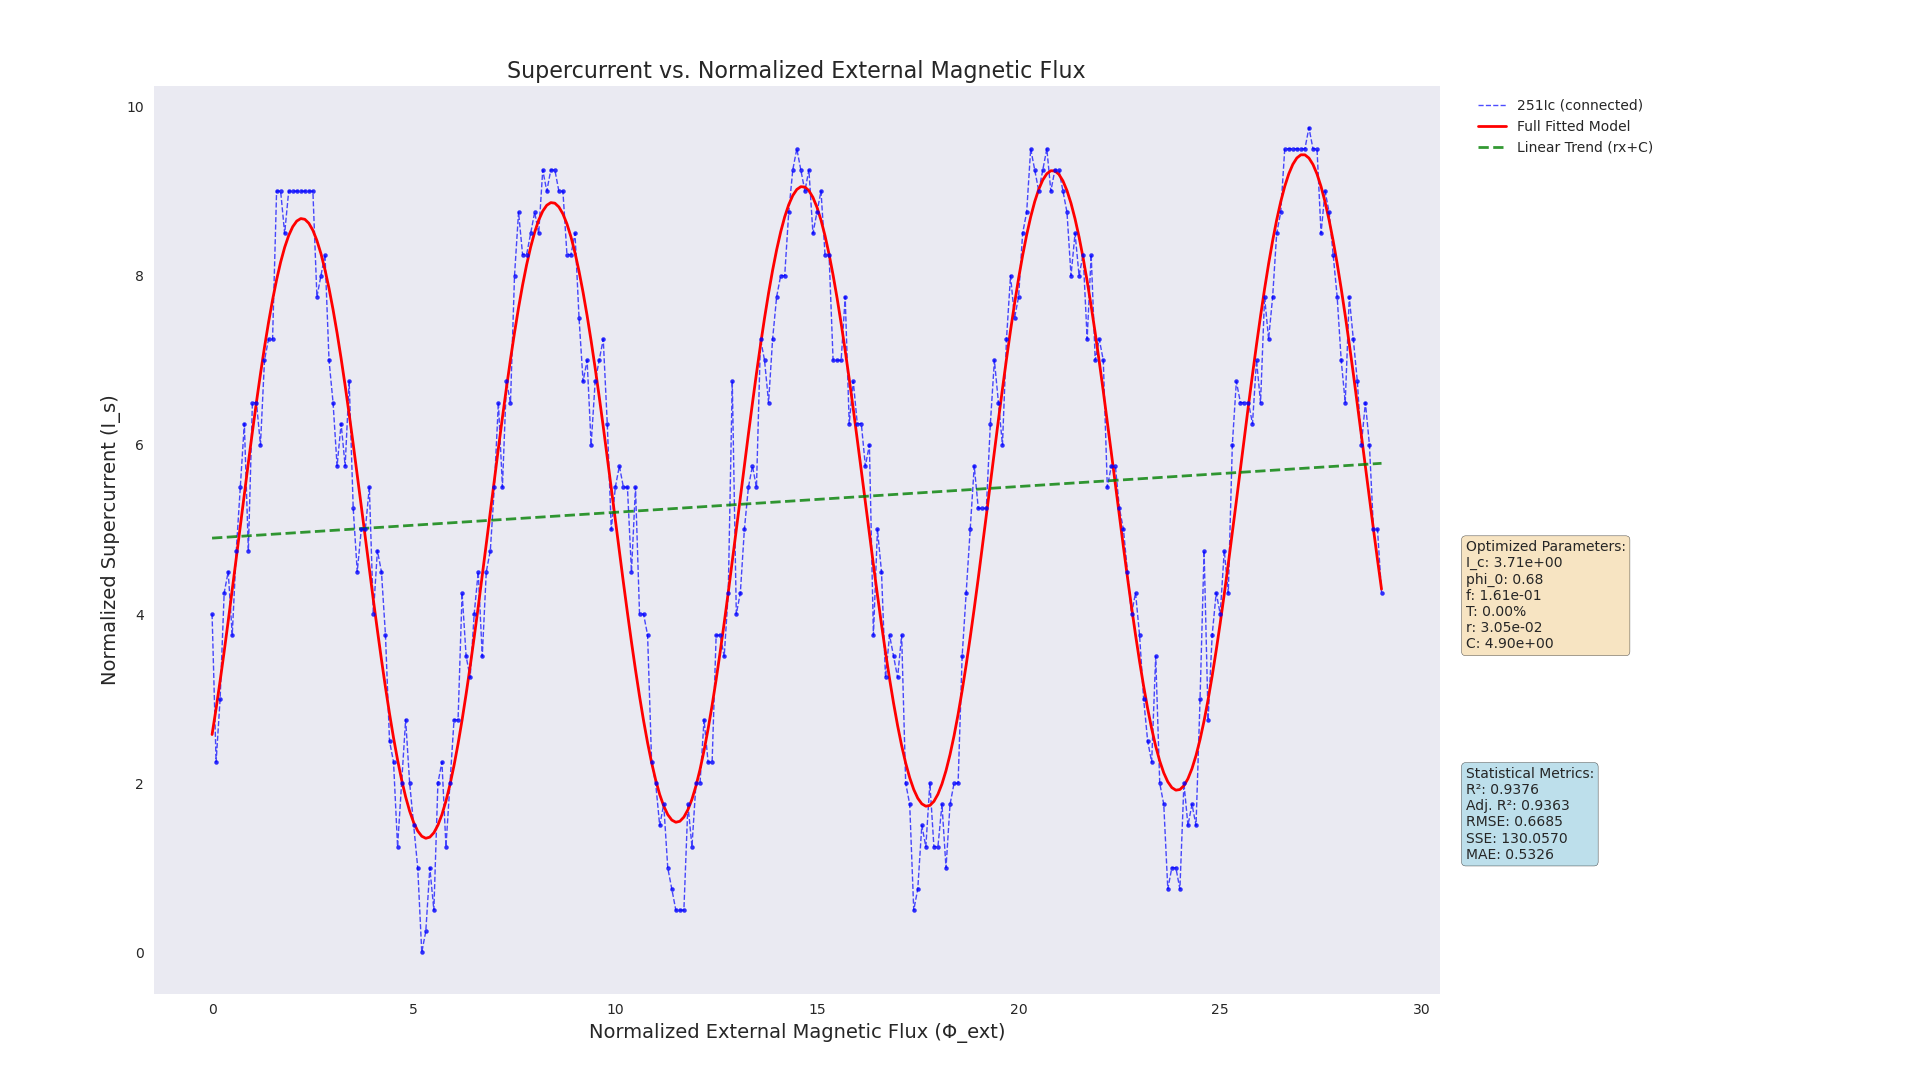 Supercurrent vs. Normalized External Magnetic Flux
10
8
6
4
2
0
Normalized Supercurrent (I_s)
0 5 10 15 20 25 30
Normalized External Magnetic Flux (Φ_ext)
251Ic (connected)
Full Fitted Model
Linear Trend (rx+C)
Optimized Parameters:
I_c: 3.71e+00
phi_0: 0.68
f: 1.61e-01
T: 0.00%
r: 3.05e-02
C: 4.90e+00
Statistical Metrics:
R²: 0.9376
Adj. R²: 0.9363
RMSE: 0.6685
SSE: 130.0570
MAE: 0.5326